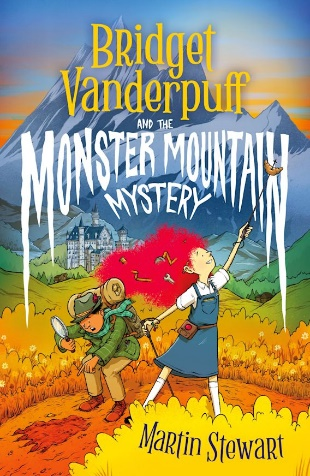 Bridget
Vanderpuff
AND THE
MONSTER MOUNTAIN
MYSTERY
Martin Stewart